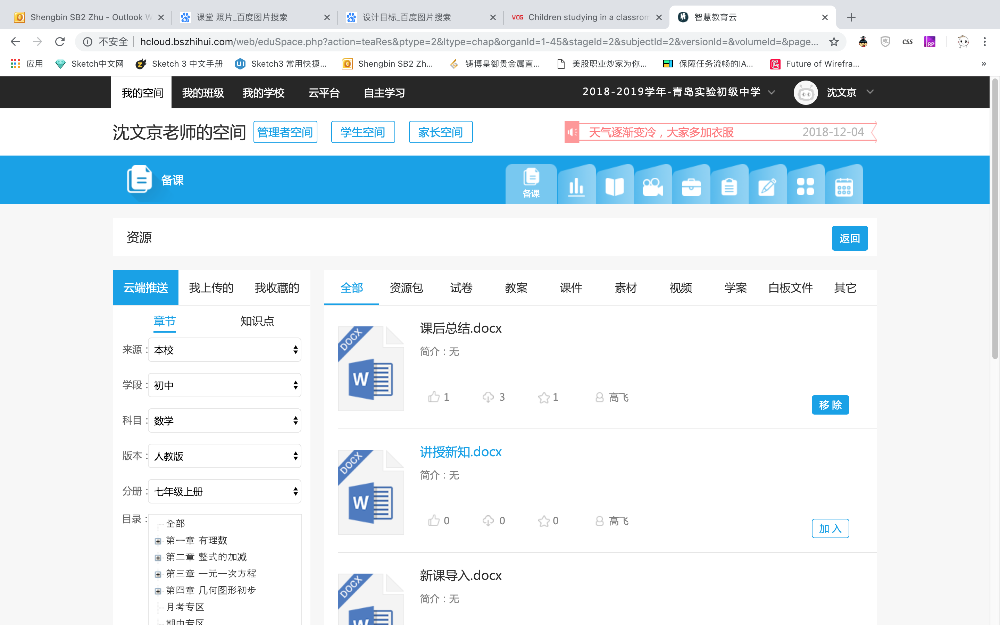 Shengbin SB2 Zhu - Outlook W
课堂 照片_百度图片搜索
设计目标_百度图片搜索
VCG Children studying in a classrom
智慧教育云
不安全 hcloud.bszhihui.com/web/eduSpace.php?action=teaRes&ptype=2&ltype=chap&organId=1-45&stageId=2&subjectId=2&versionId=&volumeId=&page...
css
RP
应用
Sketch中文网
Sketch 3 中文手册
UI Sketch3 常用快捷...
Shengbin SB2 Zh...
铸博皇御贵金属直...
美股职业炒家为你...
保障任务流畅的IA...
Future of Wirefra...
»
我的空间 我的班级 我的学校 云平台 自主学习 2018-2019学年-青岛实验初级中学 沈文京
沈文京老师的空间 管理者空间 学生空间 家长空间 天气逐渐变冷，大家多加衣服 2018-12-04
备课 备课
资源 返回
云端推送 我上传的 我收藏的
章节 知识点
来源： 本校
学段： 初中
科目： 数学
版本： 人教版
分册： 七年级上册
目录： 全部
第一章 有理数
第二章 整式的加减
第三章 一元一次方程
第四章 几何图形初步
月考专区
期中专区
全部 资源包 试卷 教案 课件 素材 视频 学案 白板文件 其它
DOCX
W
课后总结.docx
简介：无
1 3 1 高飞
移 除
DOCX
W
讲授新知.docx
简介：无
0 0 0 高飞
加 入
DOCX
W
新课导入.docx
简介：无